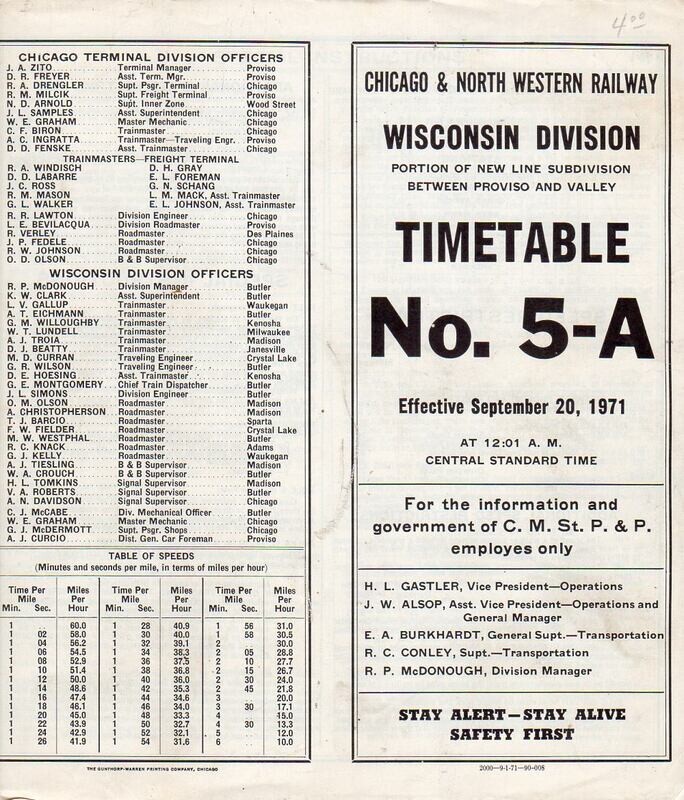 4.00
CHICAGO TERMINAL DIVISION OFFICERS
J. A. ZITO Terminal Manager Proviso
D. R. FREYER Asst. Term. Mgr. Proviso
R. A. DRENGLER Supt. Psgr. Terminal Chicago
R. M. MILCIK Supt. Freight Terminal Proviso
N. D. ARNOLD Supt. Inner Zone Wood Street
J. L. SAMPLES Asst. Superintendent Chicago
W. E. GRAHAM Master Mechanic Chicago
C. F. BIRON Trainmaster Chicago
A. C. INGRATTA Trainmaster—Traveling Engr. Proviso
D. D. FENSKE Asst. Trainmaster Chicago
TRAINMASTERS—FREIGHT TERMINAL
R. A. WINDISCH D. H. GRAY
D. D. LABARRE E. L. FOREMAN
J. C. ROSS G. N. SCHANG
R. M. MASON L. M. MACK, Asst. Trainmaster
G. L. WALKER E. L. JOHNSON, Asst. Trainmaster
R. R. LAWTON Division Engineer Chicago
L. E. BEVILACQUA Division Roadmaster Proviso
R. VERLEY Roadmaster Des Plaines
J. P. FEDELE Roadmaster Chicago
R. W. JOHNSON Roadmaster Chicago
O. D. OLSON B & B Supervisor Chicago
WISCONSIN DIVISION OFFICERS
R. P. McDONOUGH Division Manager Butler
K. W. CLARK Asst. Superintendent Butler
L. V. GALLUP Trainmaster Waukegan
A. T. EICHMANN Trainmaster Butler
G. M. WILLOUGHBY Trainmaster Kenosha
W. T. LUNDELL Trainmaster Milwaukee
A. J. TROIA Trainmaster Madison
D. J. BEATTY Trainmaster Janesville
M. D. CURRAN Traveling Engineer Crystal Lake
G. R. WILSON Traveling Engineer Butler
D. E. HOESING Asst. Trainmaster Kenosha
G. E. MONTGOMERY Chief Train Dispatcher Butler
J. L. SIMONS Division Engineer Butler
O. M. OLSON Roadmaster Madison
A. CHRISTOPHERSON Roadmaster Madison
T. J. BARCIO Roadmaster Sparta
F. W. FIELDER Roadmaster Crystal Lake
M. W. WESTPHAL Roadmaster Butler
R. C. KNACK Roadmaster Adams
G. J. KELLY Roadmaster Waukegan
A. J. TIESLING B & B Supervisor Madison
W. A. CROUCH B & B Supervisor Butler
H. L. TOMKINS Signal Supervisor Madison
V. A. ROBERTS Signal Supervisor Butler
A. N. DAVIDSON Signal Supervisor Chicago
C. J. McCABE Div. Mechanical Officer Butler
W. E. GRAHAM Master Mechanic Chicago
G. J. McDERMOTT Supt. Psgr. Shops Chicago
A. J. CURCIO Dist. Gen. Car Foreman Proviso
TABLE OF SPEEDS
(Minutes and seconds per mile, in terms of miles per hour)
Time Per Mile Miles Per Hour Time Per Mile Miles Per Hour Time Per Mile Miles Per Hour
Min. Sec. Min. Sec. Min. Sec.
1 .. 60.0 1 28 40.9 1 56 31.0
1 02 58.0 1 30 40.0 1 58 30.5
1 04 56.2 1 32 39.1 2 .. 30.0
1 06 54.5 1 34 38.3 2 05 28.8
1 08 52.9 1 36 37.5 2 10 27.7
1 10 51.4 1 38 36.8 2 15 26.7
1 12 50.0 1 40 36.0 2 30 24.0
1 14 48.6 1 42 35.3 2 45 21.8
1 16 47.4 1 44 34.6 3 .. 20.0
1 18 46.1 1 46 34.0 3 30 17.1
1 20 45.0 1 48 33.3 4 .. 15.0
1 22 43.9 1 50 32.7 4 30 13.3
1 24 42.9 1 52 32.1 5 .. 12.0
1 26 41.9 1 54 31.6 6 .. 10.0
THE GUNTHORP-WARREN PRINTING COMPANY, CHICAGO
CHICAGO & NORTH WESTERN RAILWAY
WISCONSIN DIVISION
PORTION OF NEW LINE SUBDIVISION
BETWEEN PROVISO AND VALLEY
TIMETABLE
No. 5-A
Effective September 20, 1971
AT 12:01 A. M.
CENTRAL STANDARD TIME
For the information and
government of C. M. St. P. & P.
employes only
H. L. GASTLER, Vice President—Operations
J. W. ALSOP, Asst. Vice President—Operations and
General Manager
E. A. BURKHARDT, General Supt.—Transportation
R. C. CONLEY, Supt.—Transportation
R. P. McDONOUGH, Division Manager
STAY ALERT—STAY ALIVE
SAFETY FIRST
2000—9-1-71—90-008